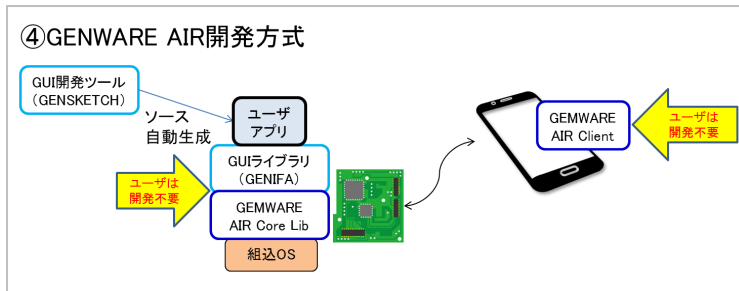 ④GENWARE AIR開発方式
GUI開発ツール
(GENSKETCH)
ソース
自動生成
ユーザ
アプリ
GUIライブラリ
(GENIFA)
ユーザは
開発不要
GEMWARE
AIR Core Lib
組込OS
GEMWARE
AIR Client
ユーザは
開発不要